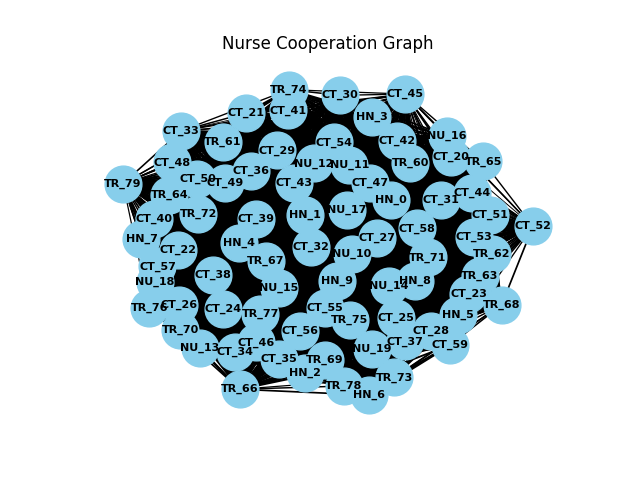 Nurse Cooperation Graph
TR_74
CT_30
CT_45
CT_21
CT_41
HN_3
CT_33
TR_61
CT_54
CT_42
NU_16
CT_29
CT_20
TR_65
CT_48
NU_12
NU_11
TR_60
CT_36
CT_50
CT_49
CT_43
CT_47
TR_79
TR_64
CT_44
HN_0
CT_31
TR_72
NU_17
CT_40
CT_39
HN_1
CT_51
CT_52
CT_58
HN_7
HN_4
CT_27
CT_53
CT_22
CT_32
NU_10
TR_62
CT_57
TR_67
TR_71
NU_18
CT_38
NU_15
HN_9
NU_14
HN_8
TR_63
CT_23
TR_76
CT_26
CT_24
TR_77
CT_55
TR_68
TR_75
CT_25
HN_5
TR_70
CT_56
CT_28
NU_13
CT_34
CT_46
NU_19
CT_37
CT_59
CT_35
TR_69
HN_2
TR_66
TR_78
TR_73
HN_6